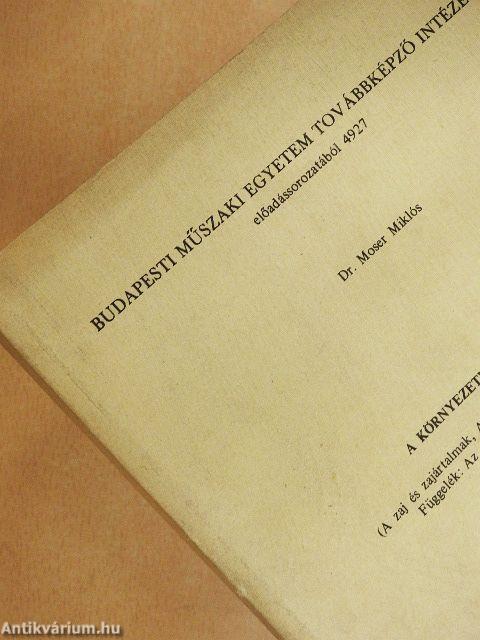 BUDAPESTI MŰSZAKI EGYETEM TOVÁBBKÉPZŐ INTÉZE
előadássorozatából 4927
Dr. Moser Miklós
A KÖRNYEZET
(A zaj és zajártalmak, A
Függelék: Az
Antikvárium.hu